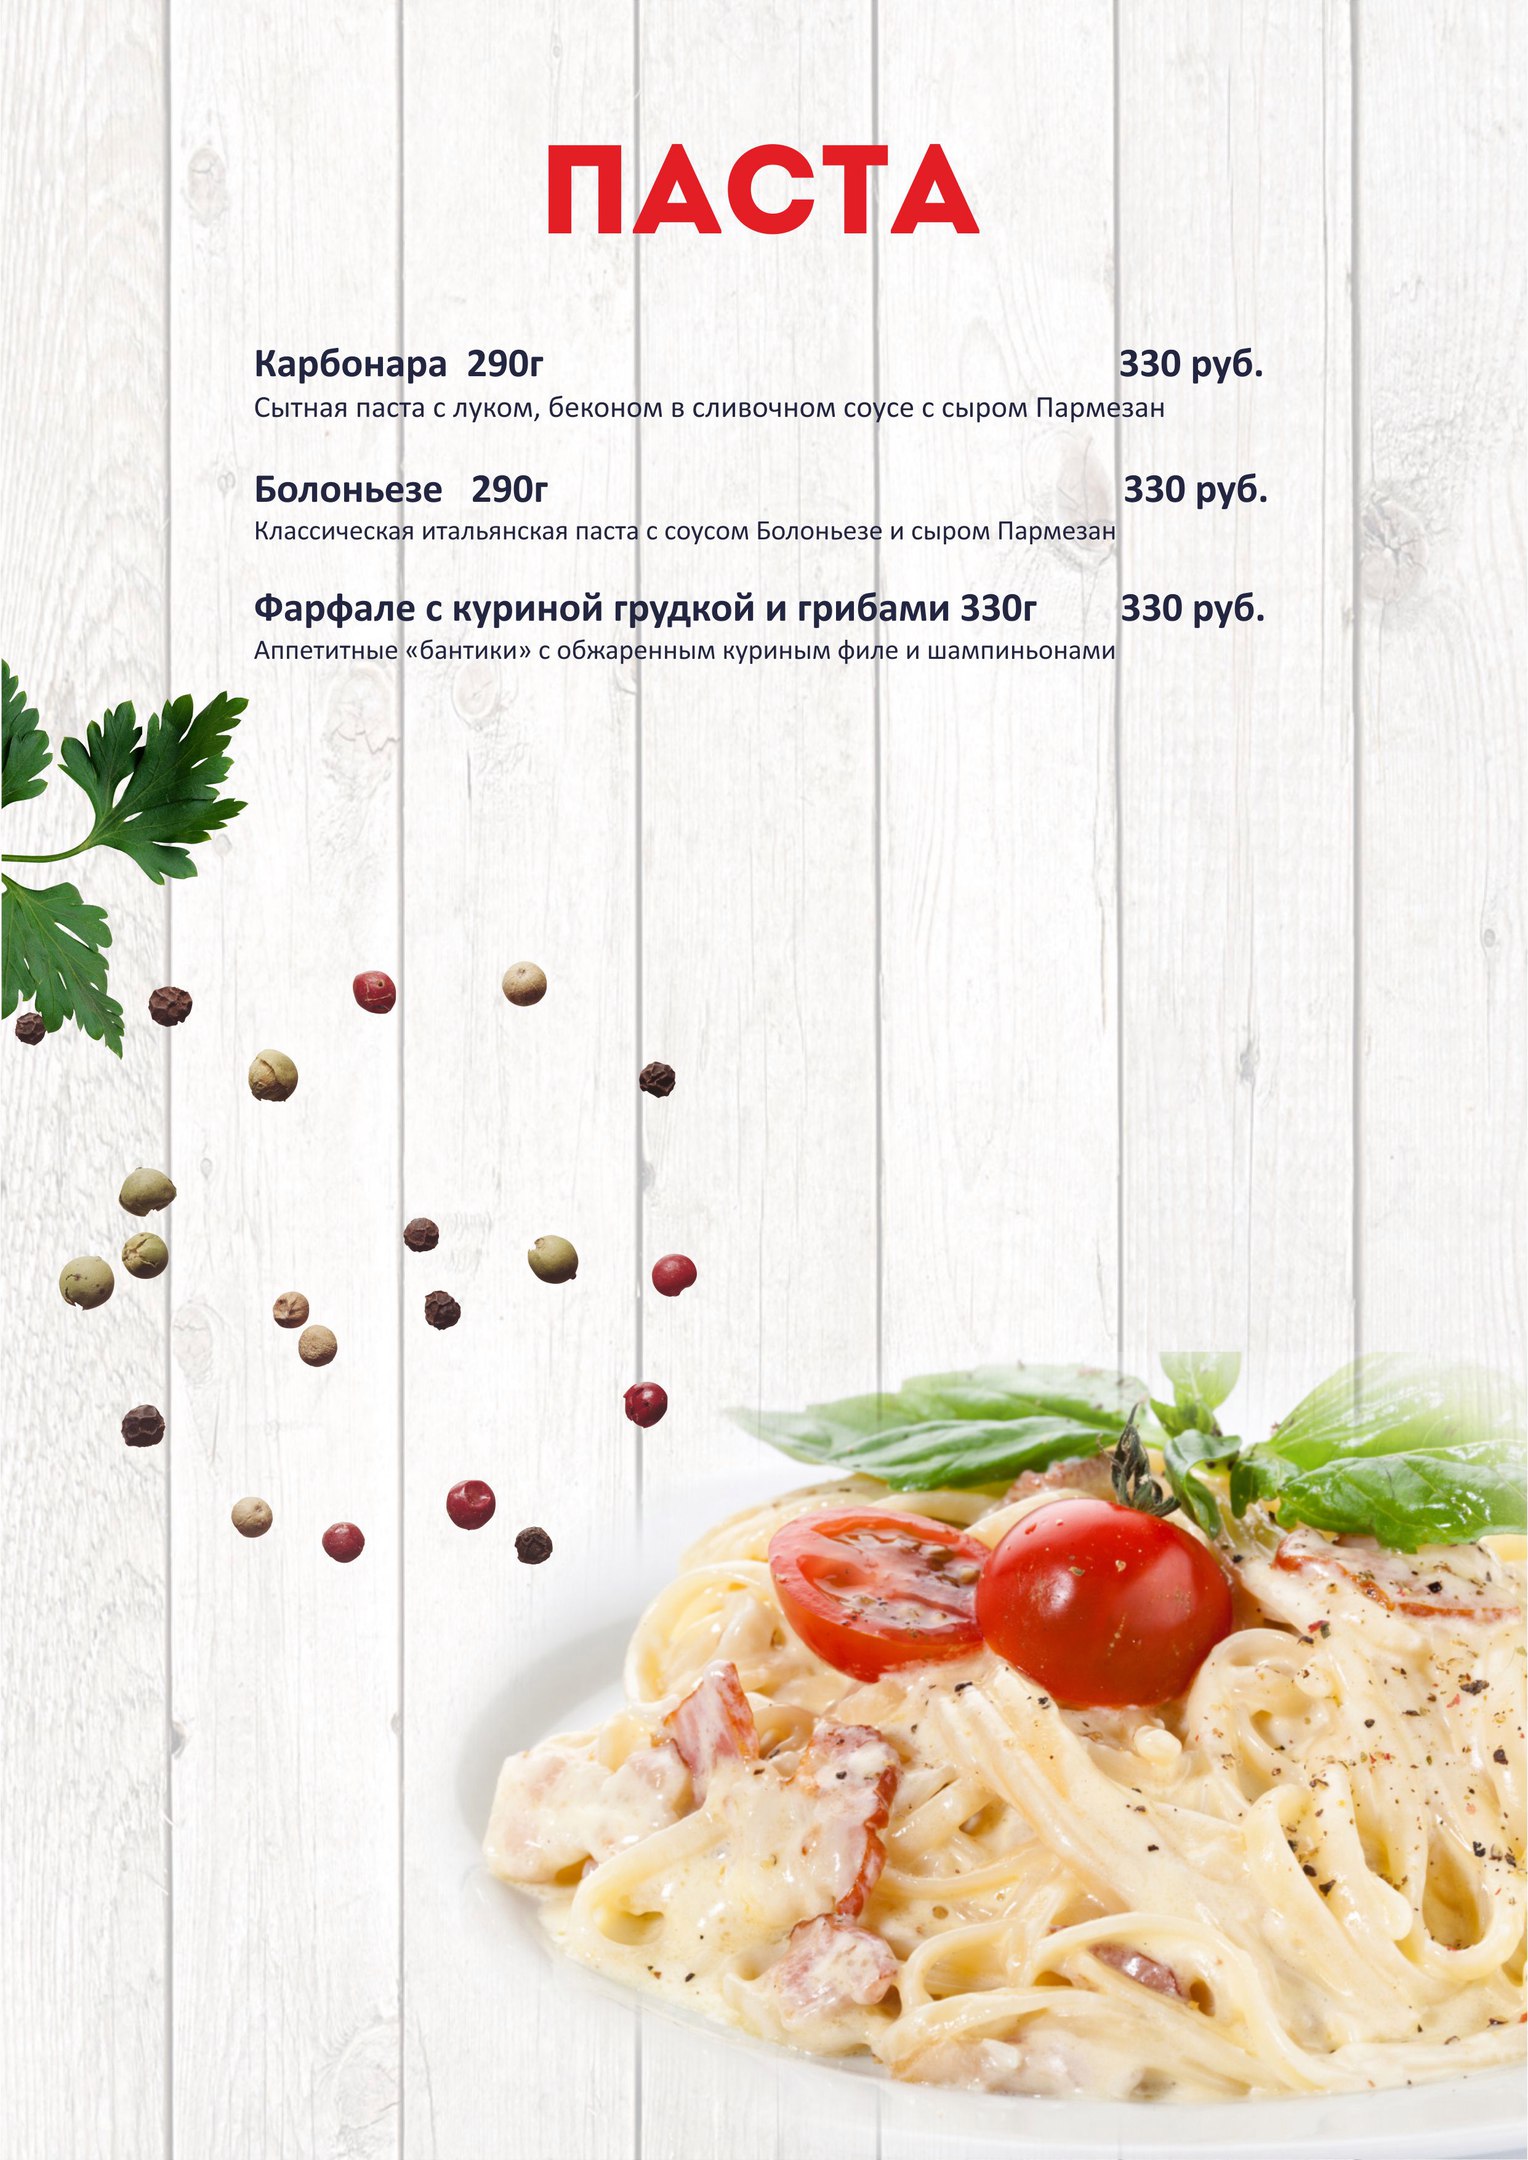 ПАСТА
Карбонара 290г 330 руб.
Сытная паста с луком, беконом в сливочном соусе с сыром Пармезан
Болоньезе 290г 330 руб.
Классическая итальянская паста с соусом Болоньезе и сыром Пармезан
Фарфале с куриной грудкой и грибами 330г 330 руб.
Аппетитные «бантики» с обжаренным куриным филе и шампиньонами